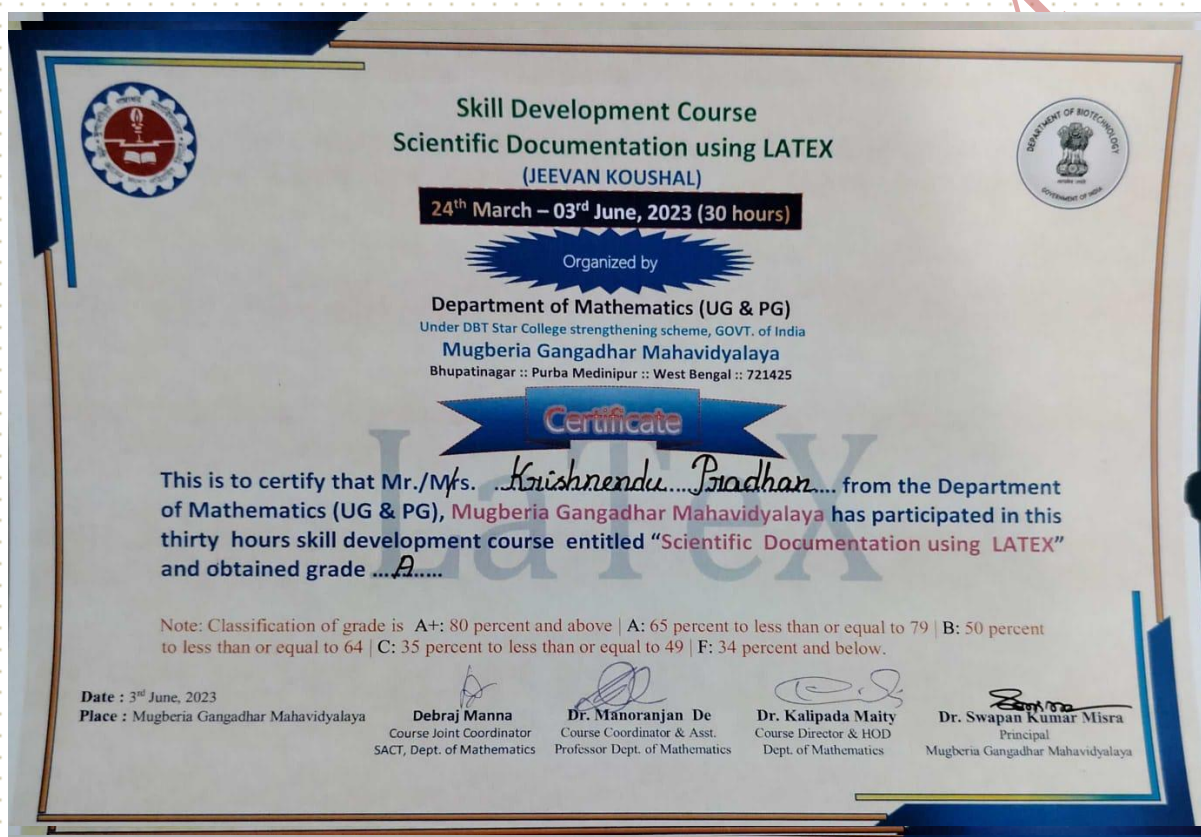 Skill Development Course
Scientific Documentation using LATEX
(JEEVAN KOUSHAL)
24th March – 03rd June, 2023 (30 hours)
Organized by
Department of Mathematics (UG & PG)
Under DBT Star College strengthening scheme, GOVT. of India
Mugberia Gangadhar Mahavidyalaya
Bhupatinagar :: Purba Medinipur :: West Bengal :: 721425
Certificate
LaTeX
This is to certify that Mr./M/s. ..Krishnendu....Pradhan.... from the Department
of Mathematics (UG & PG), Mugberia Gangadhar Mahavidyalaya has participated in this
thirty hours skill development course entitled “Scientific Documentation using LATEX”
and obtained grade ....A.....
Note: Classification of grade is A+: 80 percent and above | A: 65 percent to less than or equal to 79 | B: 50 percent
to less than or equal to 64 | C: 35 percent to less than or equal to 49 | F: 34 percent and below.
Date : 3rd June, 2023
Place : Mugberia Gangadhar Mahavidyalaya
Debraj Manna
Course Joint Coordinator
SACT, Dept. of Mathematics
Dr. Manoranjan De
Course Coordinator & Asst.
Professor Dept. of Mathematics
Dr. Kalipada Maity
Course Director & HOD
Dept. of Mathematics
Dr. Swapan Kumar Misra
Principal
Mugberia Gangadhar Mahavidyalaya
DEPARTMENT OF BIOTECHNOLOGY
GOVERNMENT OF INDIA